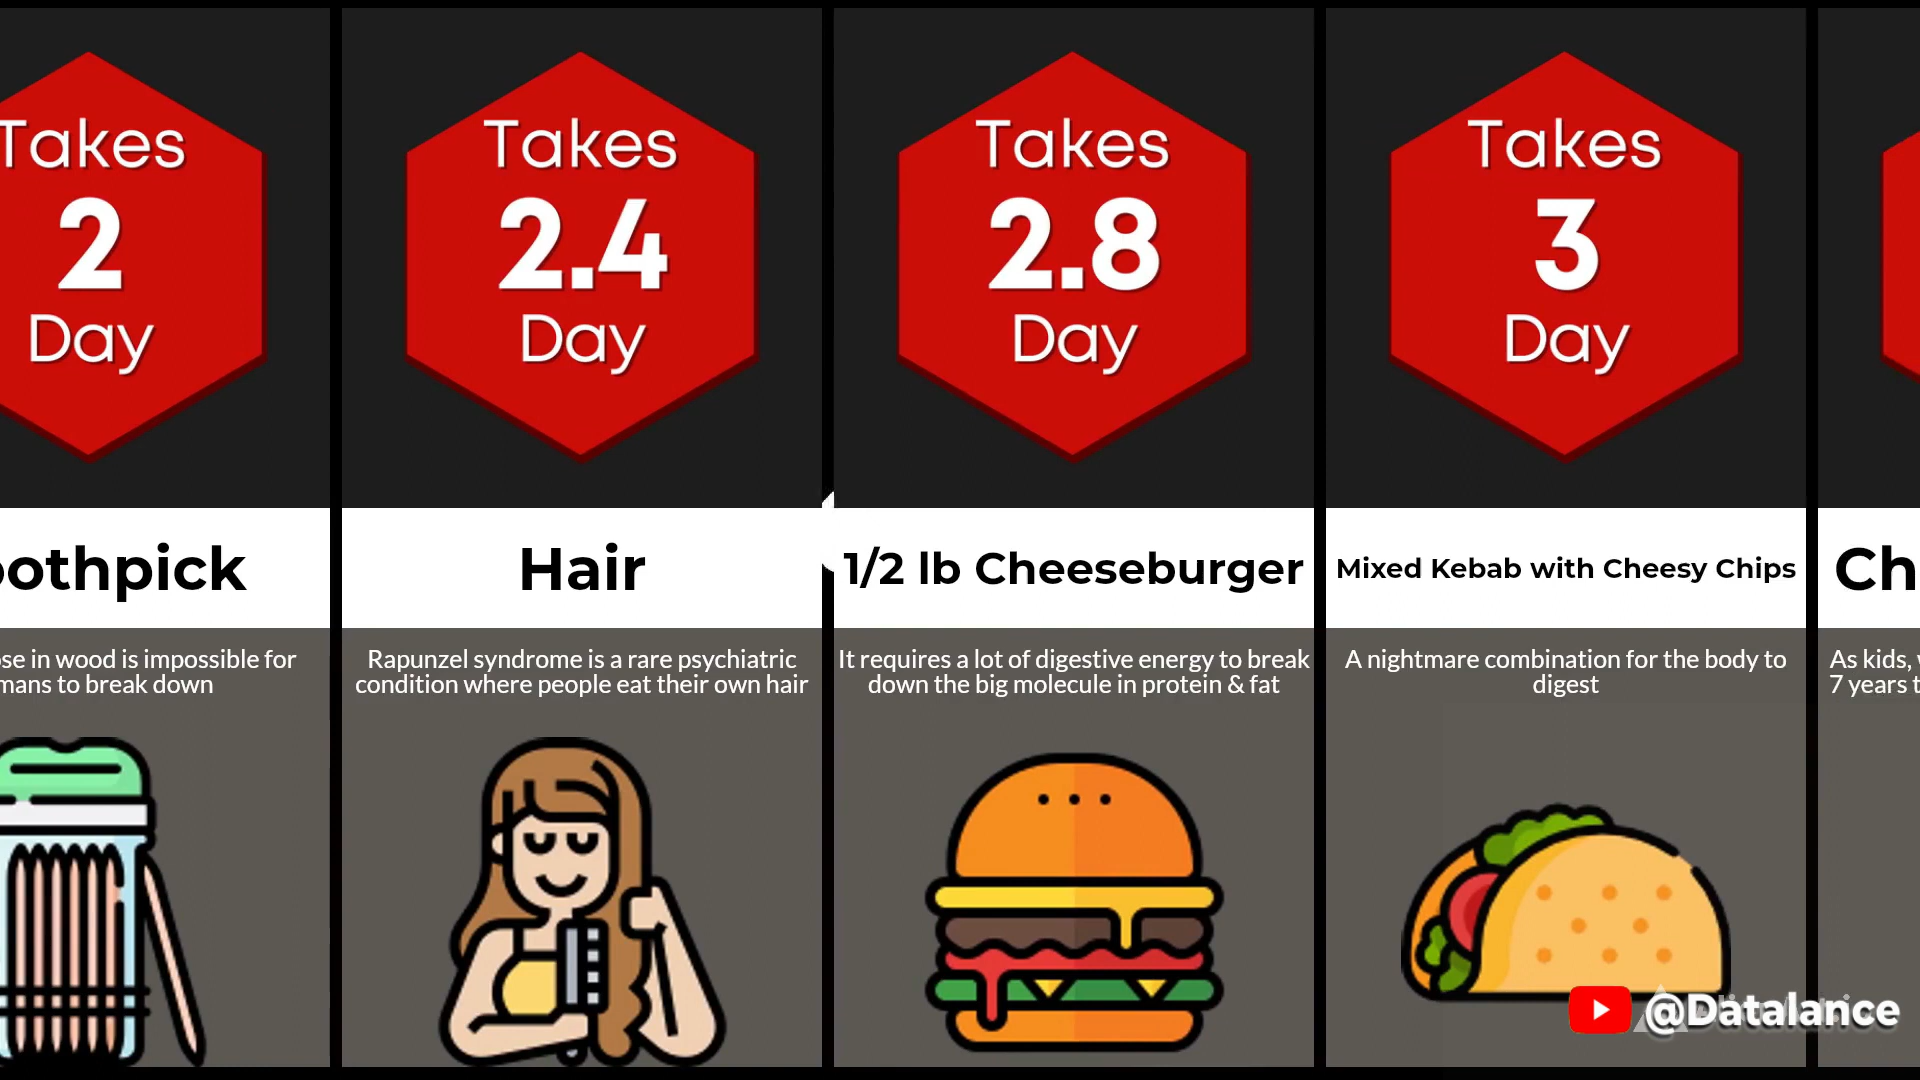 Takes
2
Day
oothpick
ose in wood is impossible for
mans to break down
Takes
2.4
Day
Hair
Rapunzel syndrome is a rare psychiatric
condition where people eat their own hair
Takes
2.8
Day
1/2 lb Cheeseburger
It requires a lot of digestive energy to break
down the big molecule in protein & fat
Takes
3
Day
Mixed Kebab with Cheesy Chips
A nightmare combination for the body to
digest
Ch
As kids,
7 years t
@Datalance